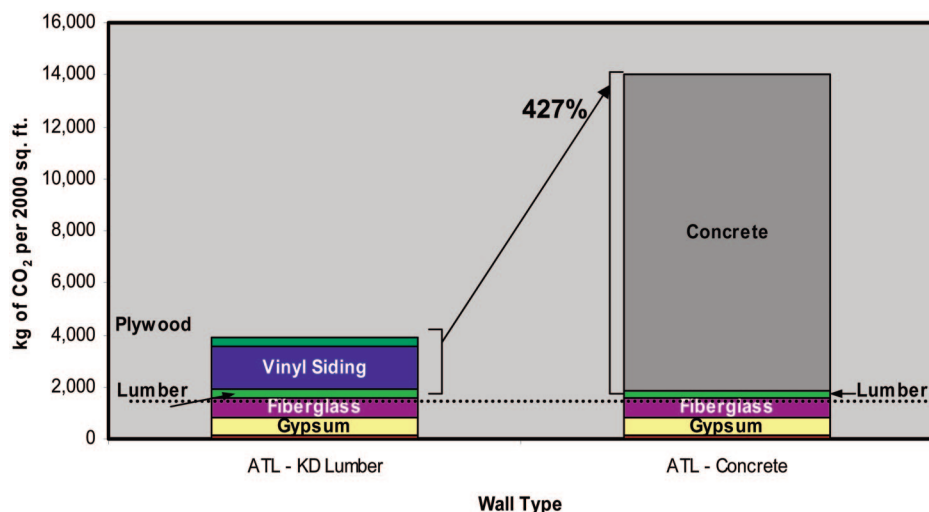 16,000
14,000
12,000
10,000
8,000
6,000
4,000
2,000
0
kg of CO2 per 2000 sq. ft.
427%
Concrete
Plywood
Vinyl Siding
Lumber
Lumber
Fiberglass
Fiberglass
Gypsum
Gypsum
ATL - KD Lumber
ATL - Concrete
Wall Type